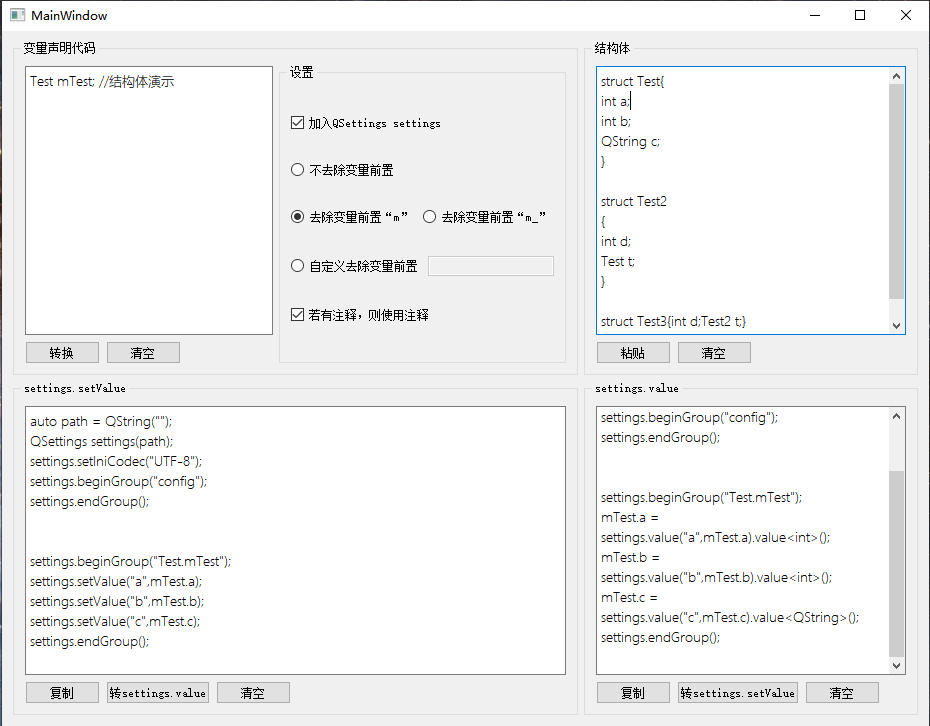 MainWindow
变量声明代码
Test mTest; //结构体演示
转换
清空
设置
加入QSettings settings
不去除变量前置
去除变量前置“m”
去除变量前置“m_”
自定义去除变量前置
若有注释，则使用注释
结构体
struct Test{
int a;
int b;
QString c;
}
struct Test2
{
int d;
Test t;
}
struct Test3{int d;Test2 t;}
粘贴
清空
settings.setValue
auto path = QString("");
QSettings settings(path);
settings.setIniCodec("UTF-8");
settings.beginGroup("config");
settings.endGroup();
settings.beginGroup("Test.mTest");
settings.setValue("a",mTest.a);
settings.setValue("b",mTest.b);
settings.setValue("c",mTest.c);
settings.endGroup();
复制
转settings.value
清空
settings.value
settings.beginGroup("config");
settings.endGroup();
settings.beginGroup("Test.mTest");
mTest.a =
settings.value("a",mTest.a).value<int>();
mTest.b =
settings.value("b",mTest.b).value<int>();
mTest.c =
settings.value("c",mTest.c).value<QString>();
settings.endGroup();
复制
转settings.setValue
清空